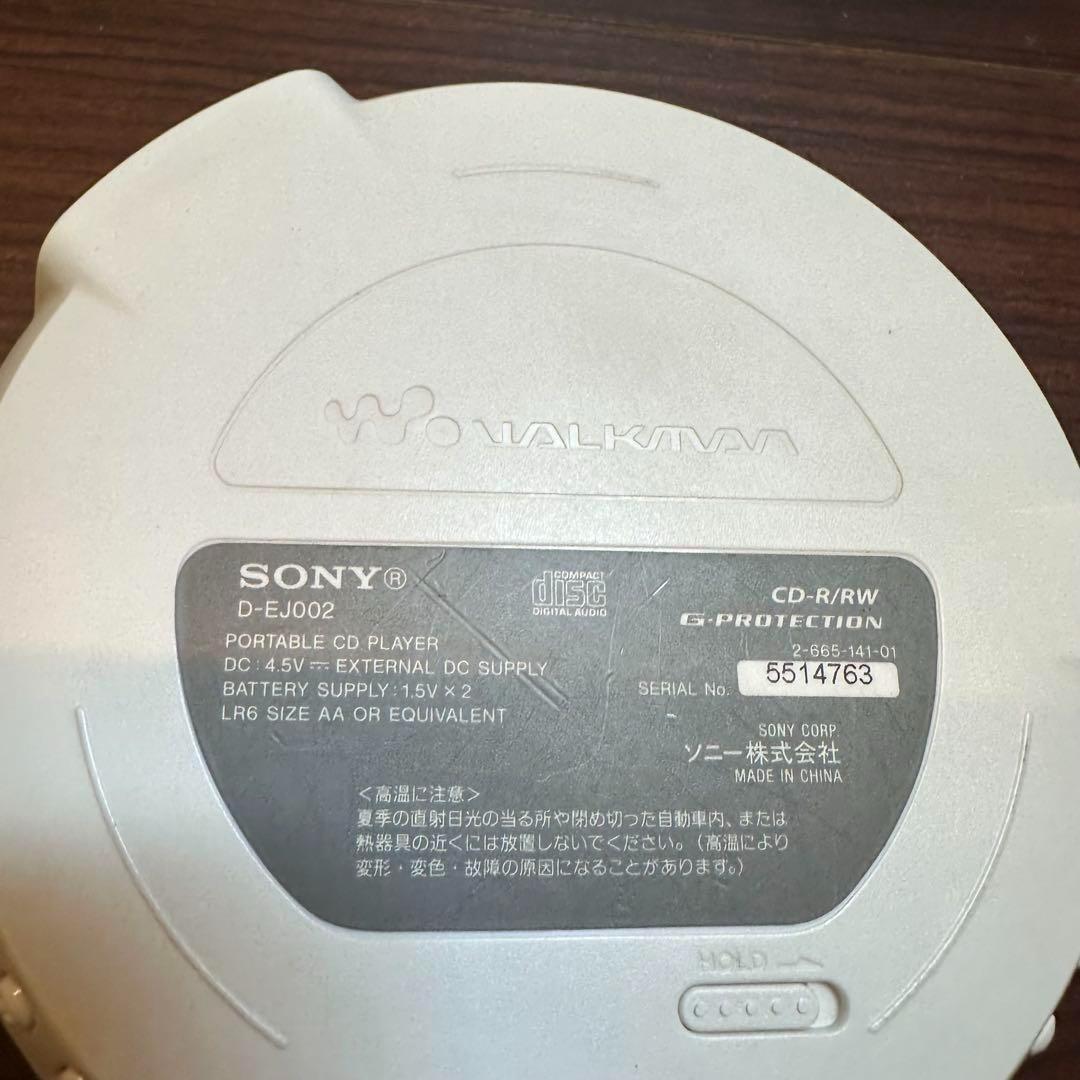 WALKMAN
SONY®
D-EJ002
PORTABLE CD PLAYER
DC : 4.5V ⎓ EXTERNAL DC SUPPLY
BATTERY SUPPLY : 1.5V × 2
LR6 SIZE AA OR EQUIVALENT
COMPACT
disc
DIGITAL AUDIO
CD-R/RW
G-PROTECTION
2-665-141-01
SERIAL No. 5514763
SONY CORP.
ソニー株式会社
MADE IN CHINA
<高温に注意>
夏季の直射日光の当る所や閉め切った自動車内、または
熱器具の近くには放置しないでください。(高温により
変形・変色・故障の原因になることがあります。)
HOLD